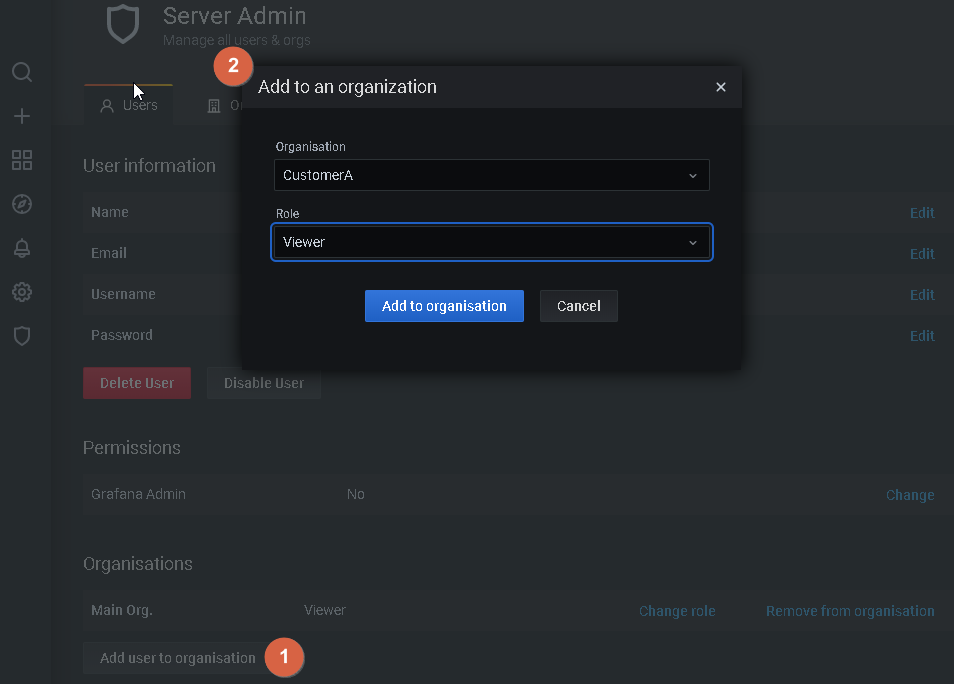 Server Admin
Manage all users & orgs
2
Add to an organization
Users
O
Organisation
CustomerA
Role
Viewer
Add to organisation
Cancel
User information
Name
Edit
Email
Edit
Username
Edit
Password
Edit
Delete User
Disable User
Permissions
Grafana Admin No Change
Organisations
Main Org. Viewer Change role Remove from organisation
Add user to organisation 1